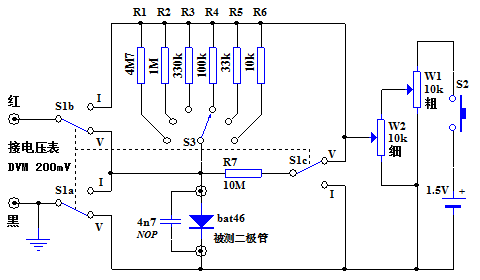 R1 R2 R3 R4 R5 R6
4M7 1M 330k 100k 33k 10k
W1
10k
粗
S2
红
S1b
I
V
接电压表
DVM 200mV
S3
W2
10k
细
R7
10M
S1c
V
I
I
S1a
V
黑
4n7
NOP
bat46
被测二极管
1.5V
+